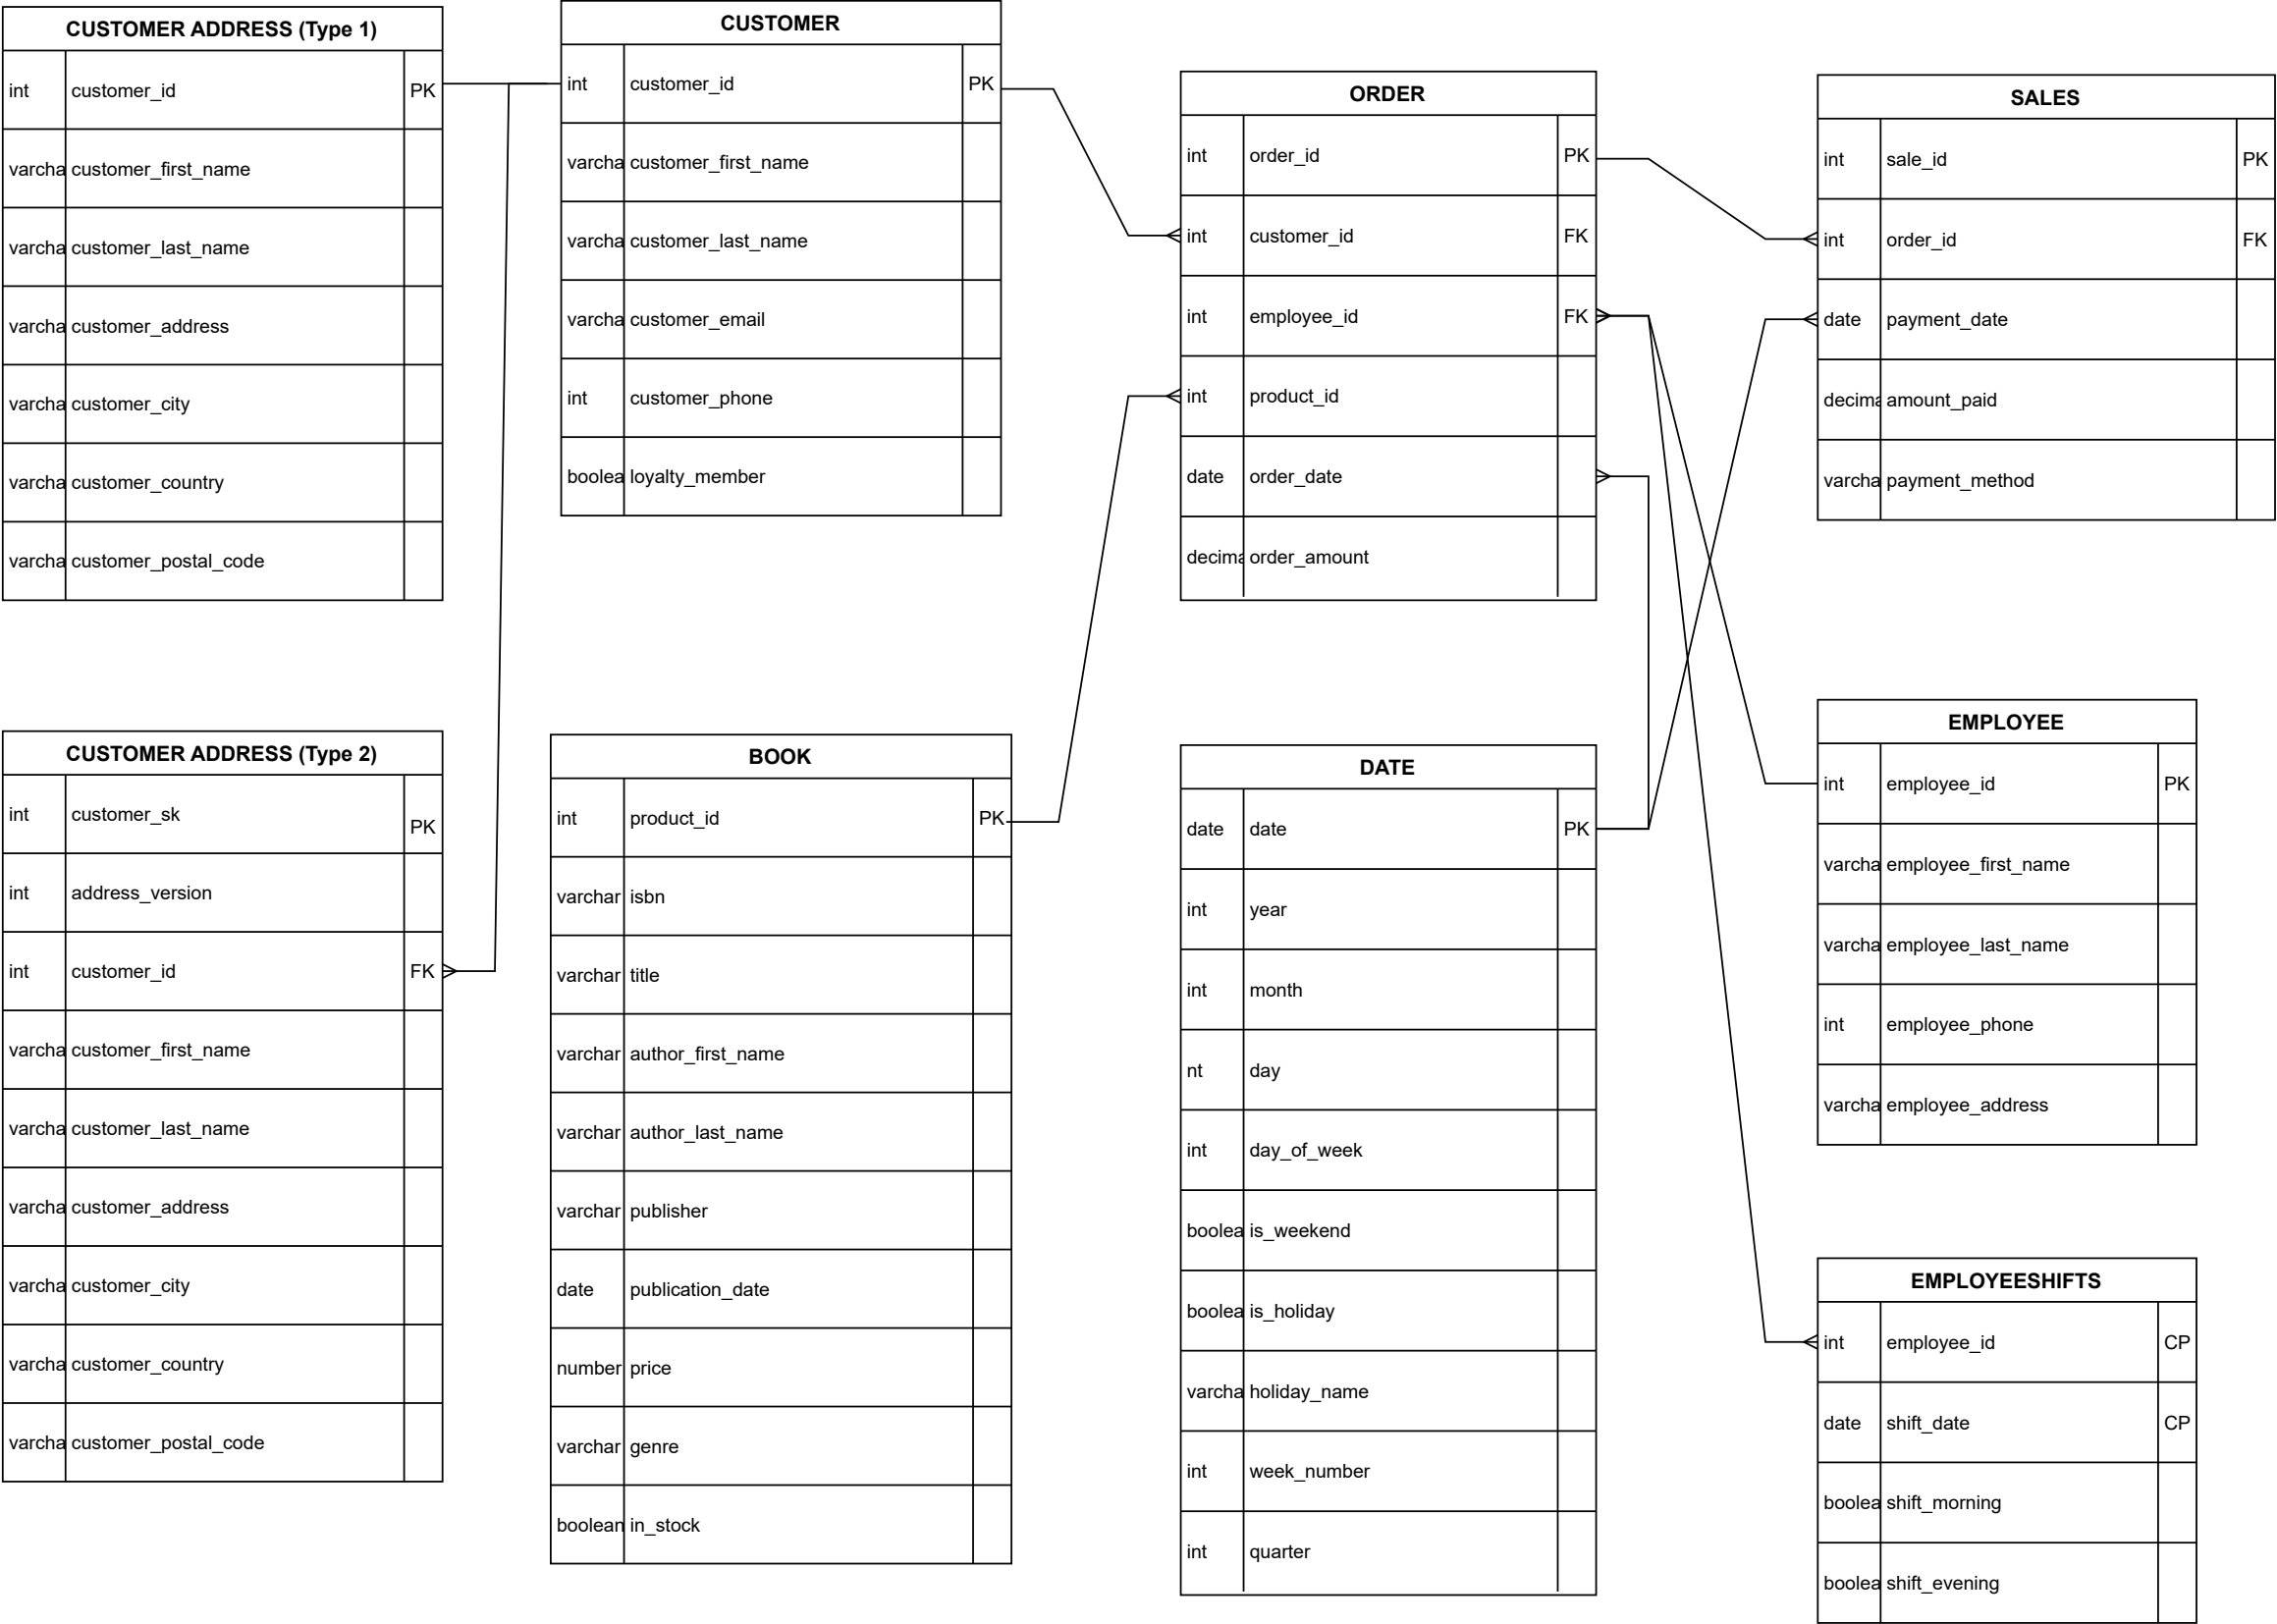 CUSTOMER ADDRESS (Type 1)
int customer_id PK
varcha customer_first_name
varcha customer_last_name
varcha customer_address
varcha customer_city
varcha customer_country
varcha customer_postal_code
CUSTOMER
int customer_id PK
varcha customer_first_name
varcha customer_last_name
varcha customer_email
int customer_phone
boolea loyalty_member
ORDER
int order_id PK
int customer_id FK
int employee_id FK
int product_id
date order_date
decima order_amount
SALES
int sale_id PK
int order_id FK
date payment_date
decima amount_paid
varcha payment_method
CUSTOMER ADDRESS (Type 2)
int customer_sk PK
int address_version
int customer_id FK
varcha customer_first_name
varcha customer_last_name
varcha customer_address
varcha customer_city
varcha customer_country
varcha customer_postal_code
BOOK
int product_id PK
varchar isbn
varchar title
varchar author_first_name
varchar author_last_name
varchar publisher
date publication_date
number price
varchar genre
boolean in_stock
DATE
date date PK
int year
int month
nt day
int day_of_week
boolea is_weekend
boolea is_holiday
varcha holiday_name
int week_number
int quarter
EMPLOYEE
int employee_id PK
varcha employee_first_name
varcha employee_last_name
int employee_phone
varcha employee_address
EMPLOYEESHIFTS
int employee_id CP
date shift_date CP
boolea shift_morning
boolea shift_evening